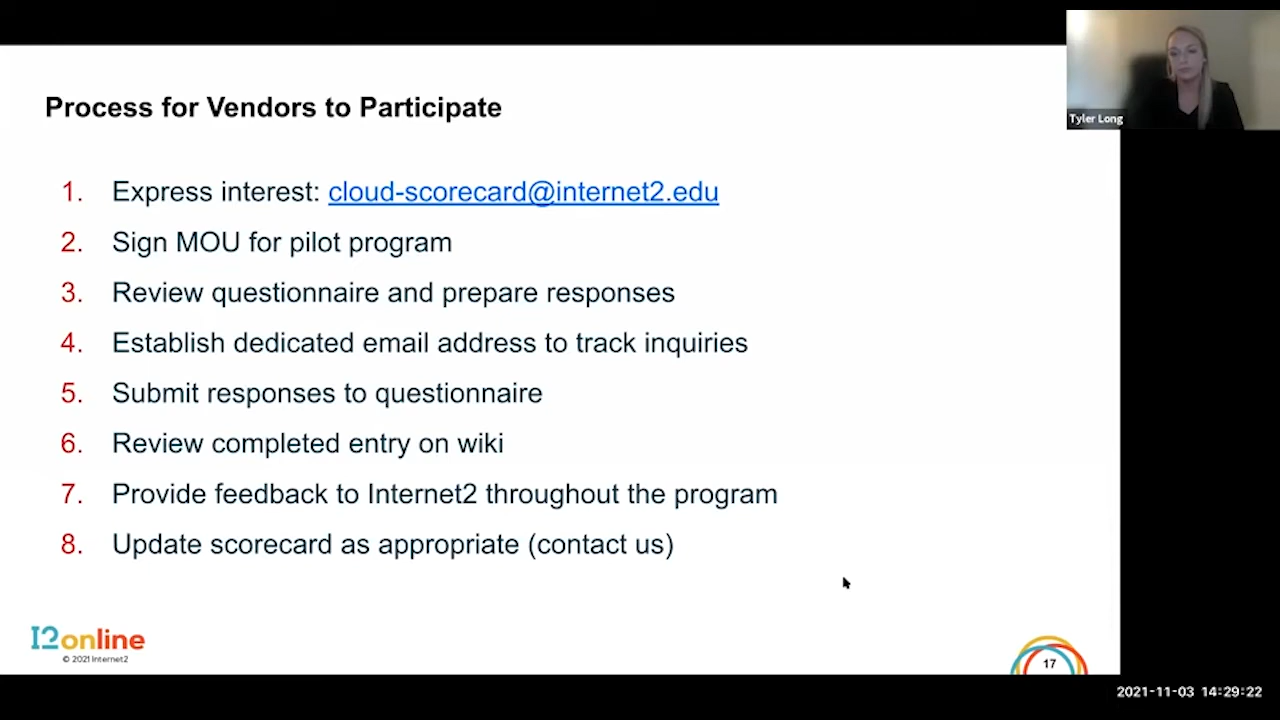 Process for Vendors to Participate
1. Express interest: cloud-scorecard@internet2.edu
2. Sign MOU for pilot program
3. Review questionnaire and prepare responses
4. Establish dedicated email address to track inquiries
5. Submit responses to questionnaire
6. Review completed entry on wiki
7. Provide feedback to Internet2 throughout the program
8. Update scorecard as appropriate (contact us)
Tyler Long
I2online
© 2021 Internet2
17
2021-11-03 14:29:22